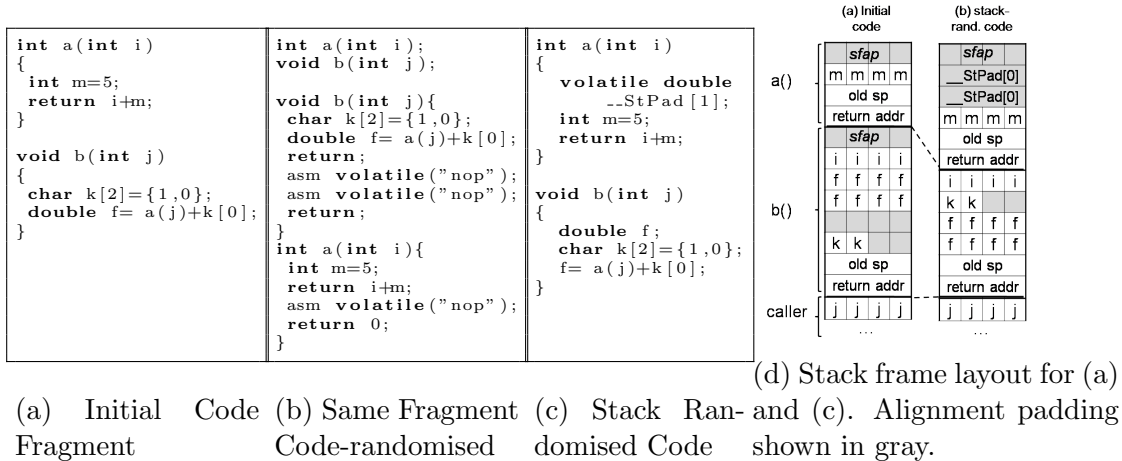 int a(int i)
{
int m=5;
return i+m;
}
void b(int j)
{
char k[2]={1,0};
double f= a(j)+k[0];
}
int a(int i);
void b(int j);
void b(int j){
char k[2]={1,0};
double f= a(j)+k[0];
return;
asm volatile("nop");
asm volatile("nop");
return;
}
int a(int i){
int m=5;
return i+m;
asm volatile("nop");
return 0;
}
int a(int i)
{
volatile double
__StPad[1];
int m=5;
return i+m;
}
void b(int j)
{
double f;
char k[2]={1,0};
f= a(j)+k[0];
}
(a) Initial
code
a()
b()
caller
sfap
m m m m
old sp
return addr
sfap
i i i i
f f f f
f f f f
k k
old sp
return addr
j j j j
...
(b) stack-
rand. code
sfap
__StPad[0]
__StPad[0]
m m m m
old sp
return addr
i i i i
k k
f f f f
f f f f
old sp
return addr
j j j j
...
(a) Initial Code
Fragment
(b) Same Fragment
Code-randomised
(c) Stack Ran-
domised Code
(d) Stack frame layout for (a)
and (c). Alignment padding
shown in gray.